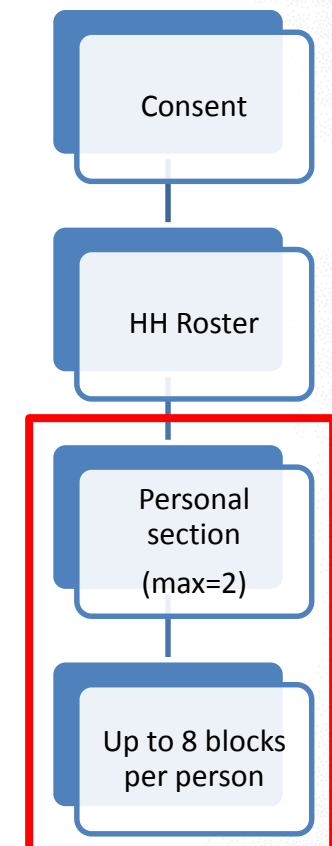 Consent
HH Roster
Personal
section
(max=2)
Up to 8 blocks
per person